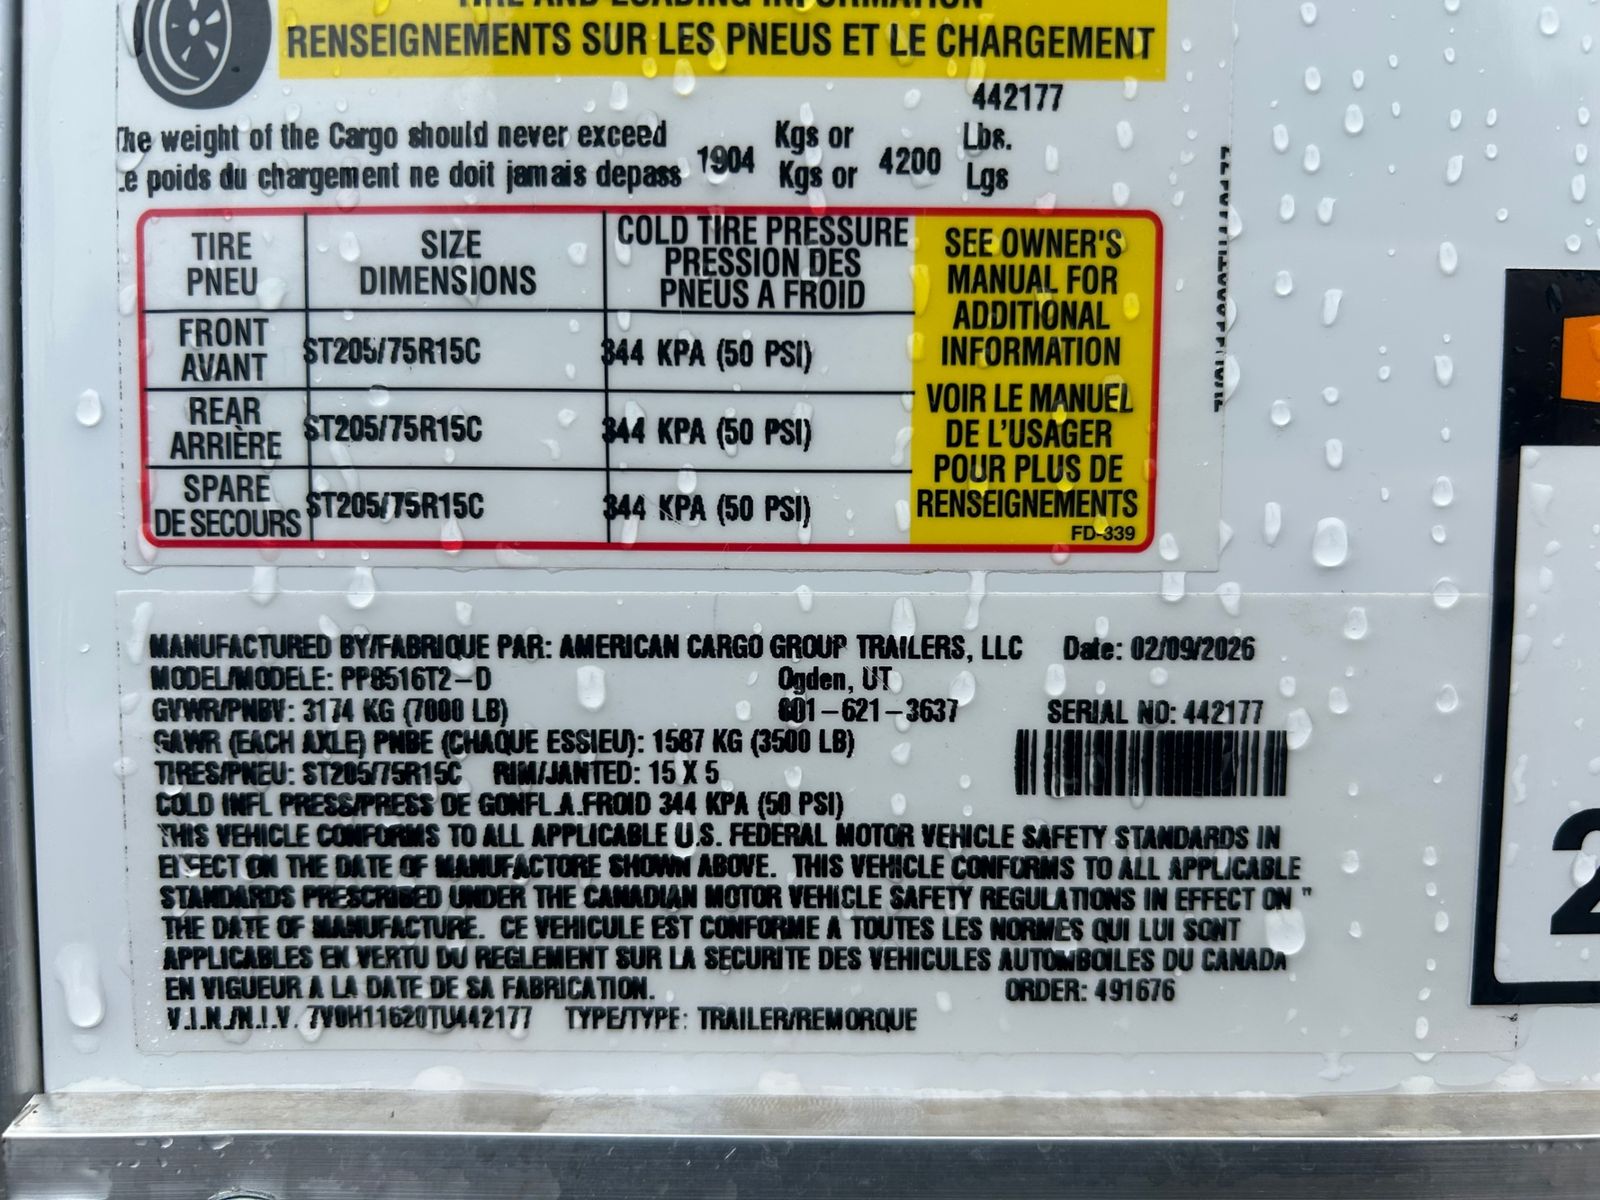 TIRE AND LOADING INFORMATION
RENSEIGNEMENTS SUR LES PNEUS ET LE CHARGEMENT
442177
The weight of the Cargo should never exceed 1904 Kgs or 4200 Lbs.
Le poids du chargement ne doit jamais depass 1904 Kgs or 4200 Lgs
TIRE
PNEU
SIZE
DIMENSIONS
COLD TIRE PRESSURE
PRESSION DES
PNEUS A FROID
FRONT
AVANT
ST205/75R15C
344 KPA (50 PSI)
REAR
ARRIÈRE
ST205/75R15C
344 KPA (50 PSI)
SPARE
DE SECOURS
ST205/75R15C
344 KPA (50 PSI)
SEE OWNER'S
MANUAL FOR
ADDITIONAL
INFORMATION
VOIR LE MANUEL
DE L'USAGER
POUR PLUS DE
RENSEIGNEMENTS
FD-339
MANUFACTURED BY/FABRIQUE PAR: AMERICAN CARGO GROUP TRAILERS, LLC Date: 02/09/2026
MODEL/MODELE: PP8516T2-D Ogden, UT
GVWR/PNBV: 3174 KG (7000 LB) 801-621-3637 SERIAL NO: 442177
GAWR (EACH AXLE) PNBE (CHAQUE ESSIEU): 1587 KG (3500 LB)
TIRES/PNEU: ST205/75R15C RIM/JANTED: 15 X 5
COLD INFL PRESS/PRESS DE GONFL.A.FROID 344 KPA (50 PSI)
THIS VEHICLE CONFORMS TO ALL APPLICABLE U.S. FEDERAL MOTOR VEHICLE SAFETY STANDARDS IN
EFFECT ON THE DATE OF MANUFACTORE SHOWN ABOVE. THIS VEHICLE CONFORMS TO ALL APPLICABLE
STANDARDS PRESCRIBED UNDER THE CANADIAN MOTOR VEHICLE SAFETY REGULATIONS IN EFFECT ON "
THE DATE OF MANUFACTURE. CE VEHICULE EST CONFORME A TOUTES LES NORMES QUI LUI SONT
APPLICABLES EN VERTU DU REGLEMENT SUR LA SECURITE DES VEHICULES AUTOMBOILES DU CANADA
EN VIGUEUR A LA DATE DE SA FABRICATION. ORDER: 491676
V.I.N./N.I.V. 7V0H11620TU442177 TYPE/TYPE: TRAILER/REMORQUE
2